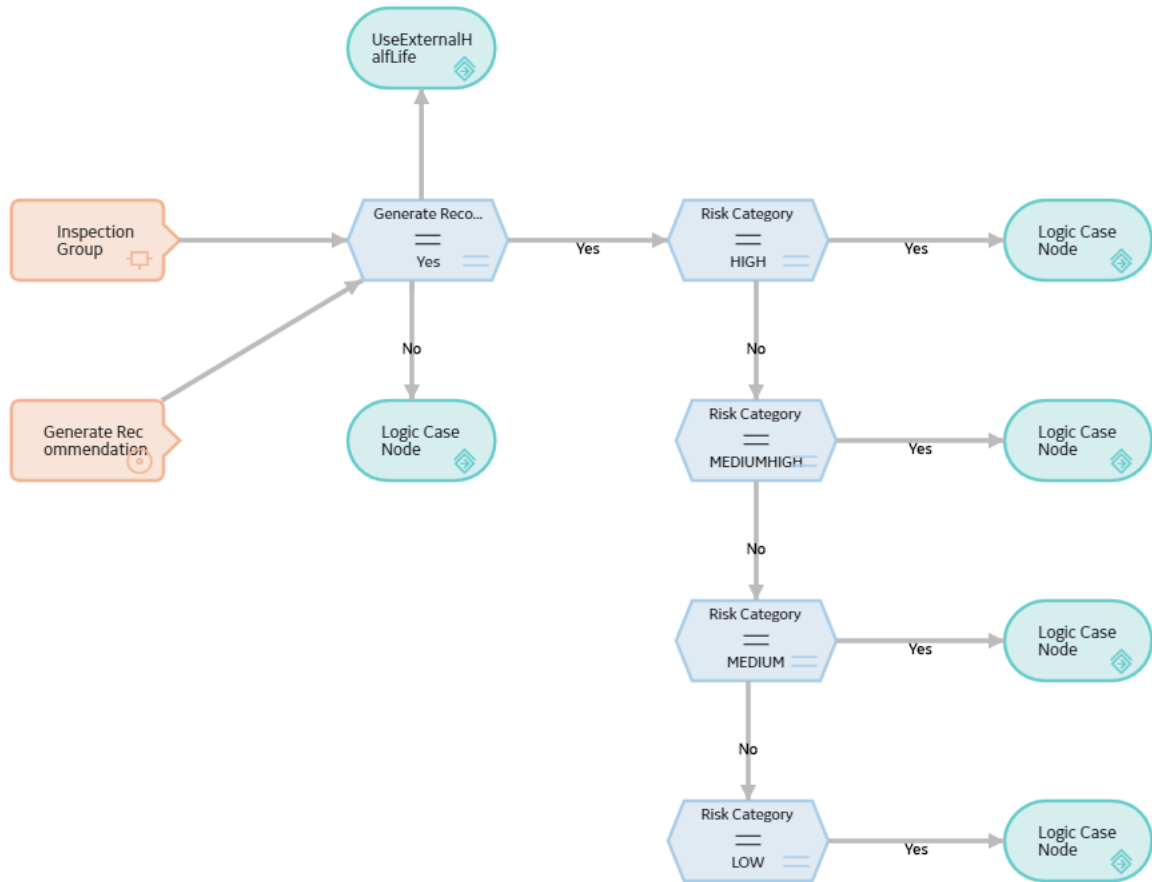 UseExternalH
alfLife
Inspection
Group
Generate Reco...
Yes
Yes
Risk Category
HIGH
Yes
Logic Case
Node
No
No
Generate Rec
ommendation
Logic Case
Node
Risk Category
MEDIUMHIGH
Yes
Logic Case
Node
No
Risk Category
MEDIUM
Yes
Logic Case
Node
No
Risk Category
LOW
Yes
Logic Case
Node